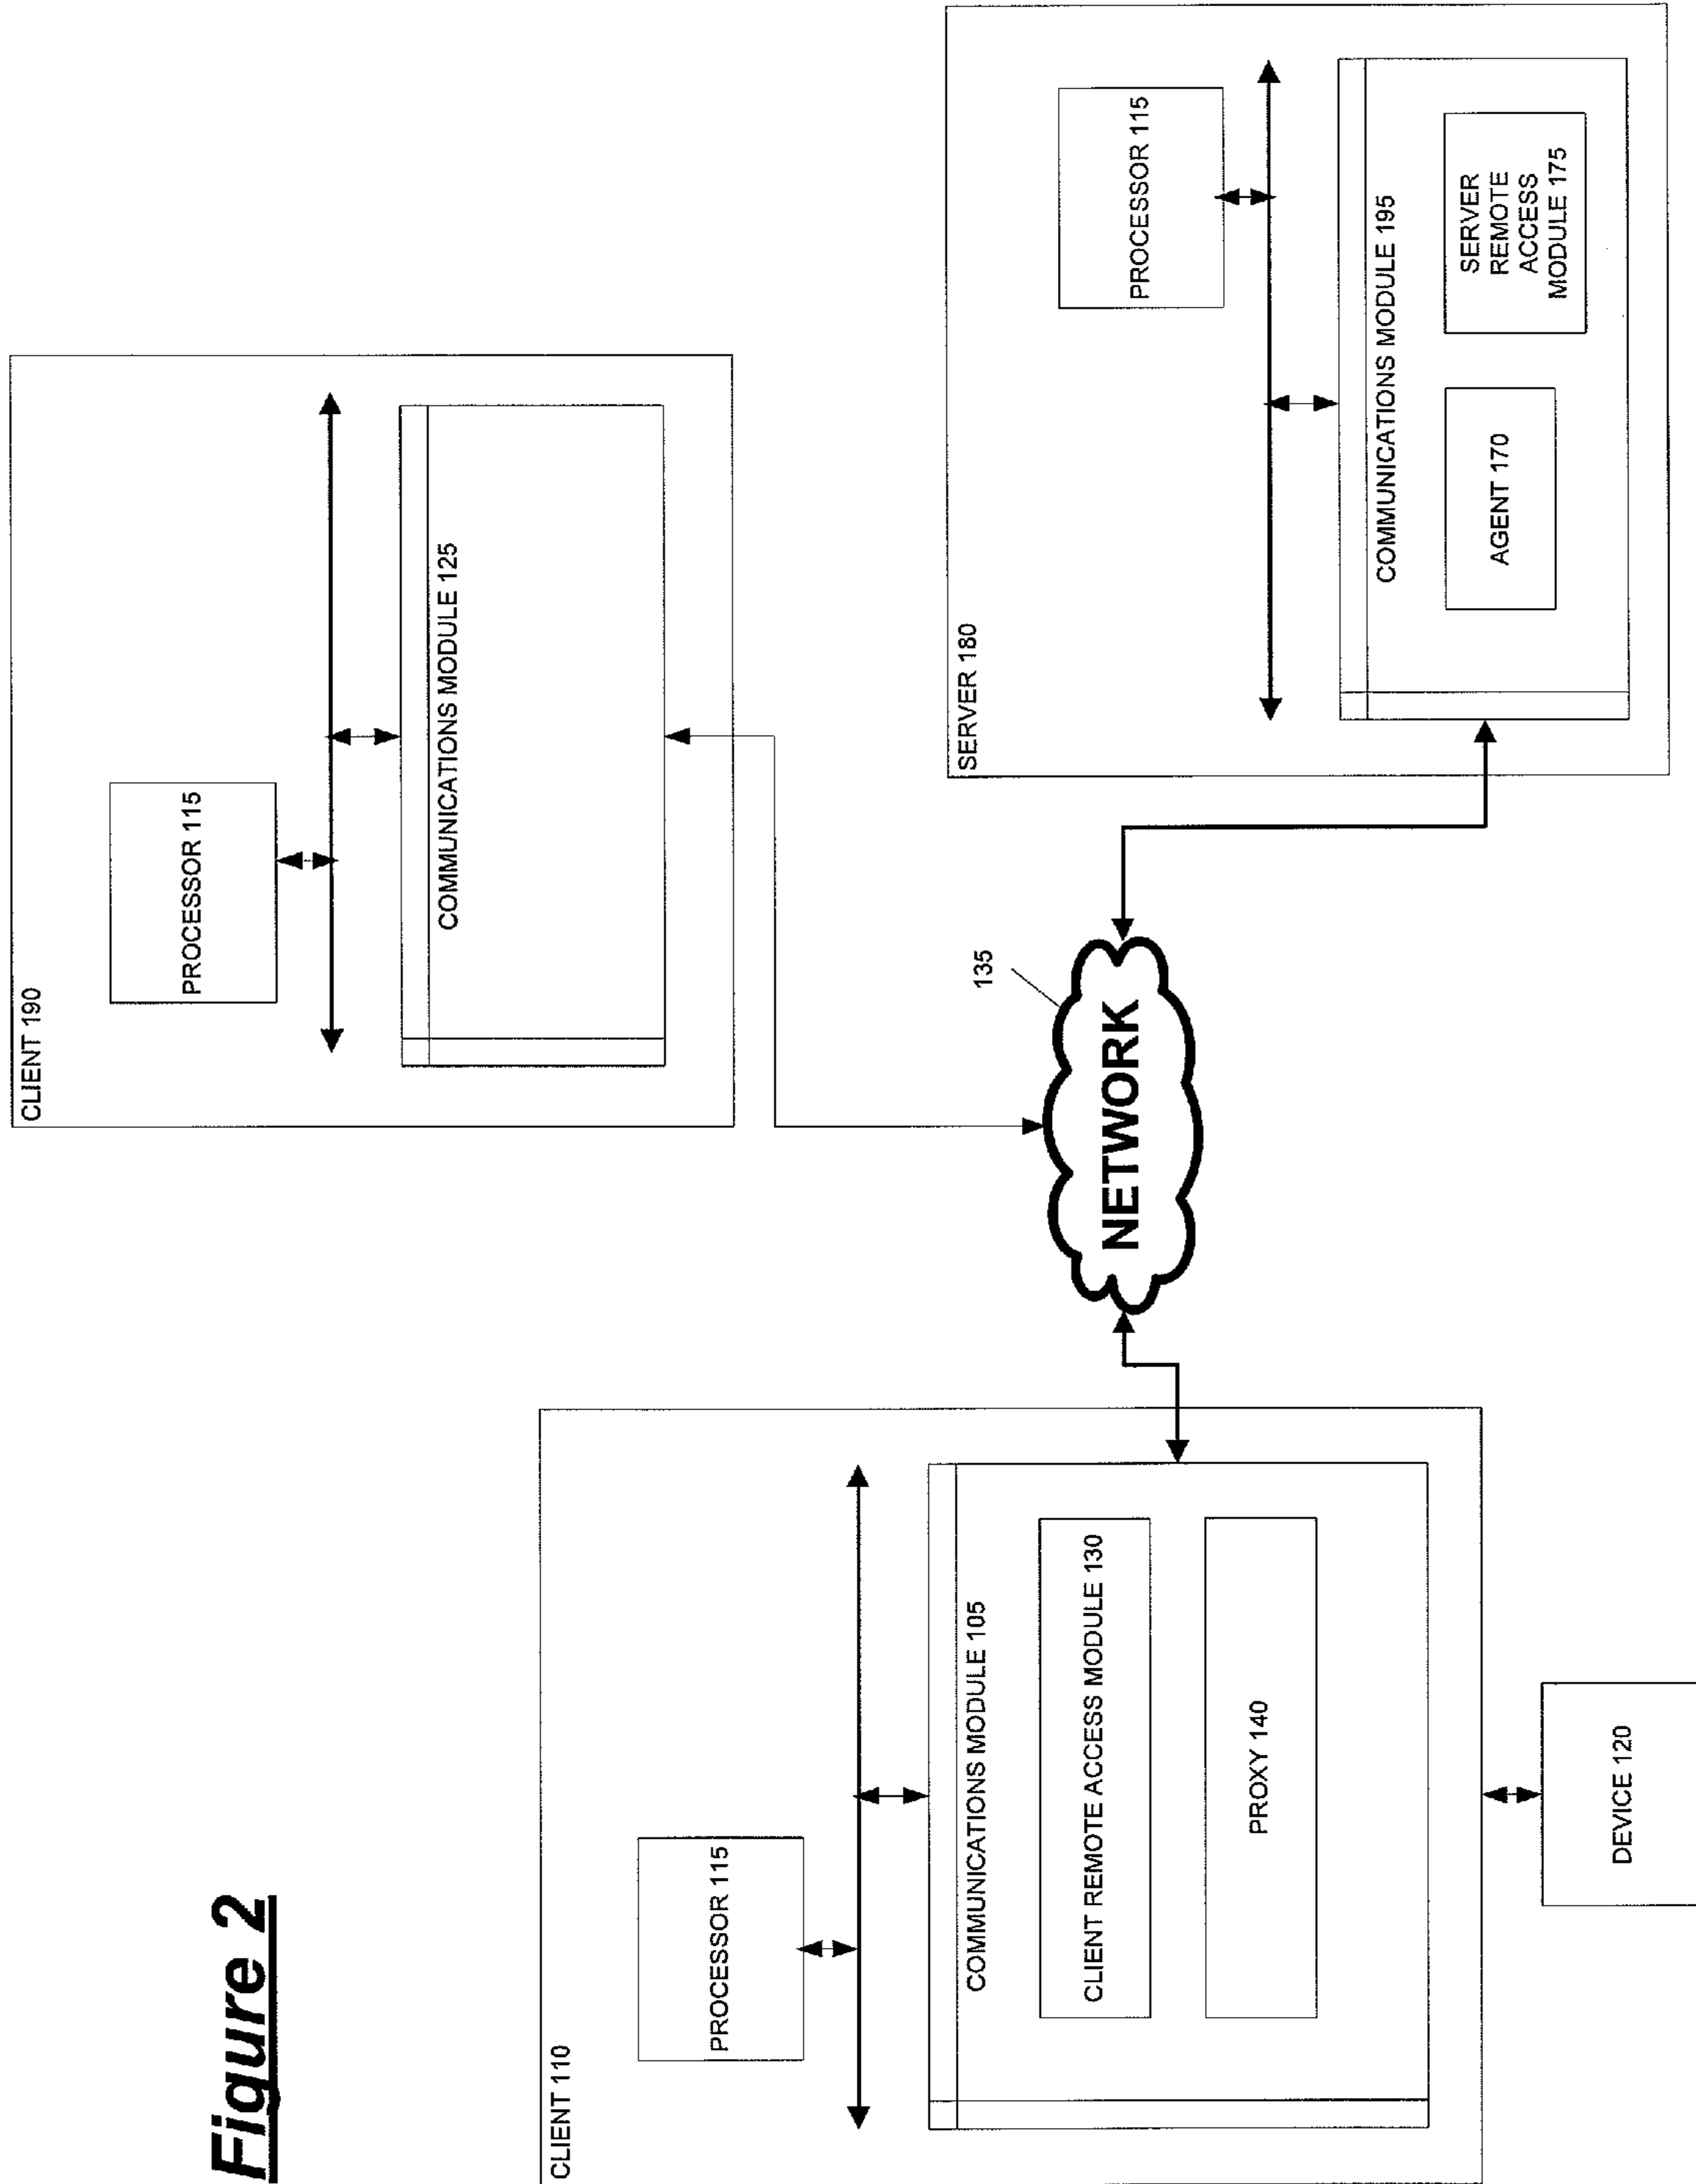 Figure 2
CLIENT 110
PROCESSOR 115
COMMUNICATIONS MODULE 105
CLIENT REMOTE ACCESS MODULE 130
PROXY 140
DEVICE 120
CLIENT 190
PROCESSOR 115
COMMUNICATIONS MODULE 125
135
NETWORK
SERVER 180
PROCESSOR 115
COMMUNICATIONS MODULE 195
AGENT 170
SERVER
REMOTE
ACCESS
MODULE 175